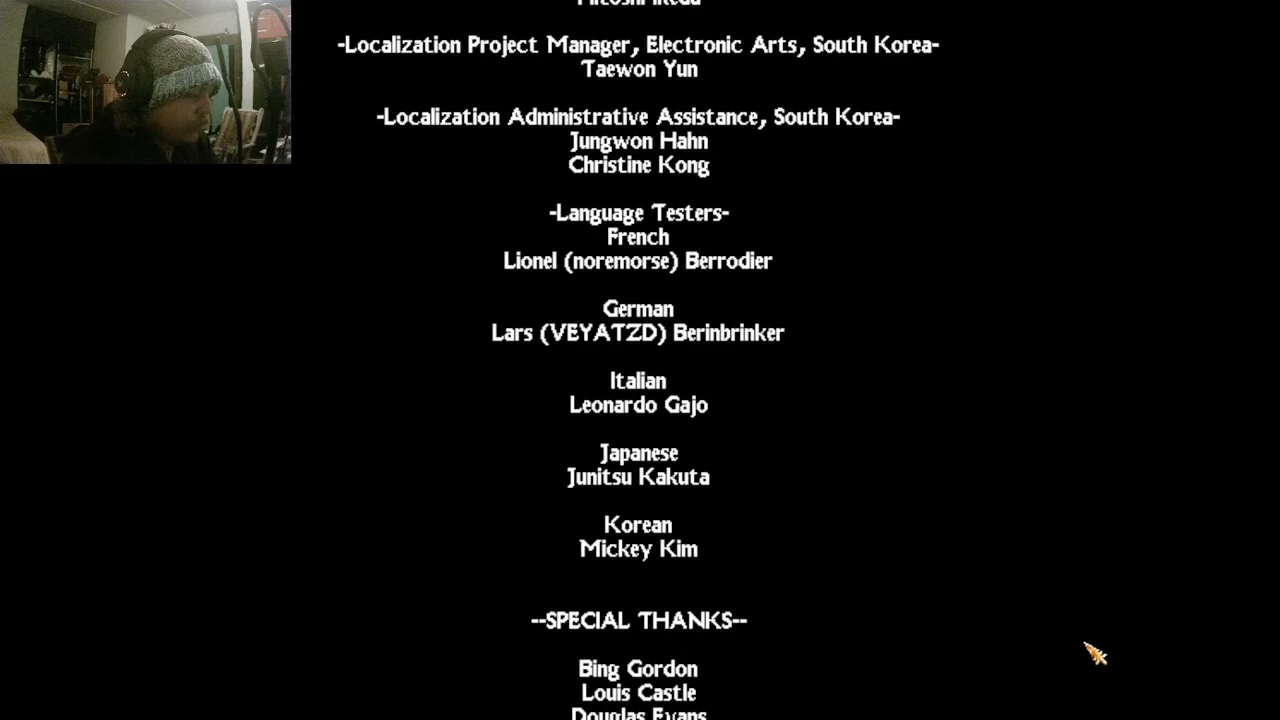 -Localization Project Manager, Electronic Arts, South Korea-
Taewon Yun
-Localization Administrative Assistance, South Korea-
Jungwon Hahn
Christine Kong
-Language Testers-
French
Lionel (noremorse) Berrodier
German
Lars (VEYATZD) Berinbrinker
Italian
Leonardo Gajo
Japanese
Junitsu Kakuta
Korean
Mickey Kim
--SPECIAL THANKS--
Bing Gordon
Louis Castle
Douglas Evans